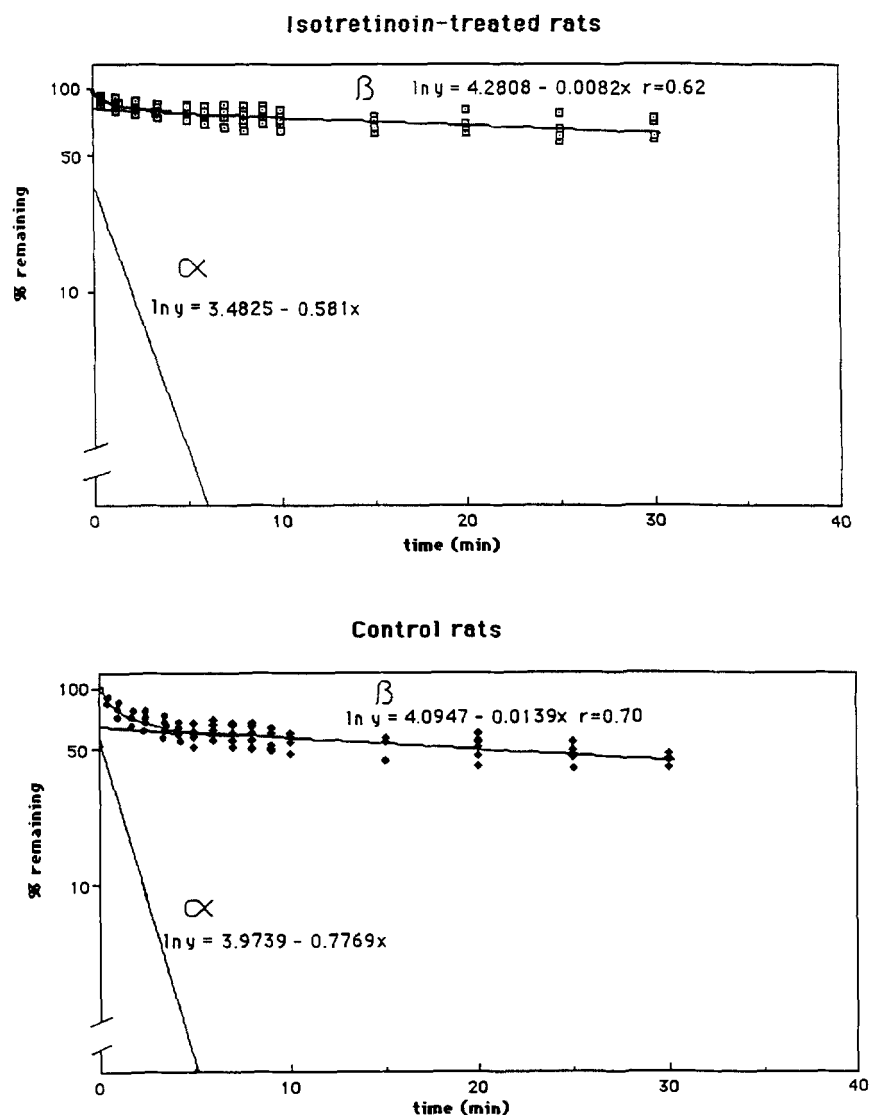 Isotretinoin-treated rats
100
50
10
% remaining
β ln y = 4.2808 - 0.0082x r=0.62
α
ln y = 3.4825 - 0.581x
0 10 20 30 40
time (min)
Control rats
100
50
10
% remaining
β
ln y = 4.0947 - 0.0139x r=0.70
α
ln y = 3.9739 - 0.7769x
0 10 20 30 40
time (min)